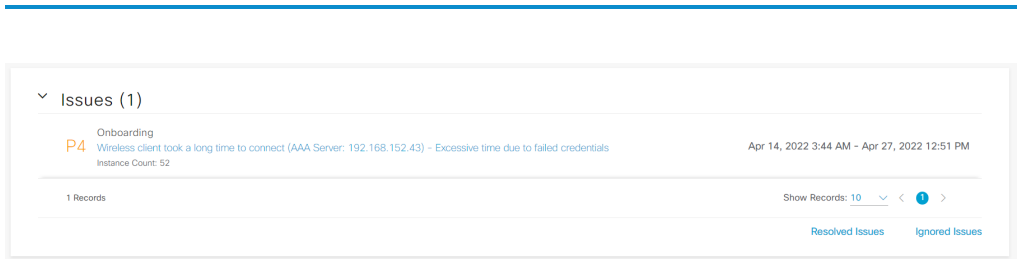 Issues (1)
Onboarding
P4
Wireless client took a long time to connect (AAA Server: 192.168.152.43) – Excessive time due to failed credentials
Apr 14, 2022 3:44 AM – Apr 27, 2022 12:51 PM
Instance Count: 52
1 Records
Show Records: 10
1
Resolved Issues
Ignored Issues